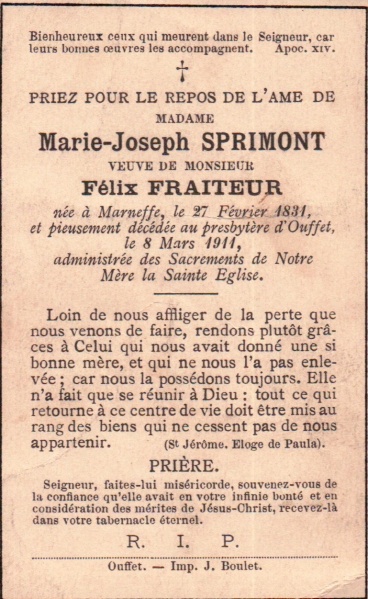 Bienheureux ceux qui meurent dans le Seigneur, car
leurs bonnes œuvres les accompagnent. Apoc. XIV.
PRIEZ POUR LE REPOS DE L'AME DE
MADAME
Marie-Joseph SPRIMONT
VEUVE DE MONSIEUR
Félix FRAITEUR
née à Marneffe, le 27 Février 1831,
et pieusement décédée au presbytère d'Ouffet,
le 8 Mars 1911,
administrée des Sacrements de Notre
Mère la Sainte Eglise.
Loin de nous affliger de la perte que
nous venons de faire, rendons plutôt grâ-
ces à Celui qui nous avait donné une si
bonne mère, et qui ne nous l'a pas enle-
vée ; car nous la possédons toujours. Elle
n'a fait que se réunir à Dieu : tout ce qui
retourne à ce centre de vie doit être mis au
rang des biens qui ne cessent pas de nous
appartenir. (St Jérôme. Eloge de Paula).
PRIÈRE.
Seigneur, faites-lui miséricorde, souvenez-vous de
la confiance qu'elle avait en votre infinie bonté et en
considération des mérites de Jésus-Christ, recevez-là
dans votre tabernacle éternel.
R. I. P.
Ouffet. — Imp. J. Boulet.